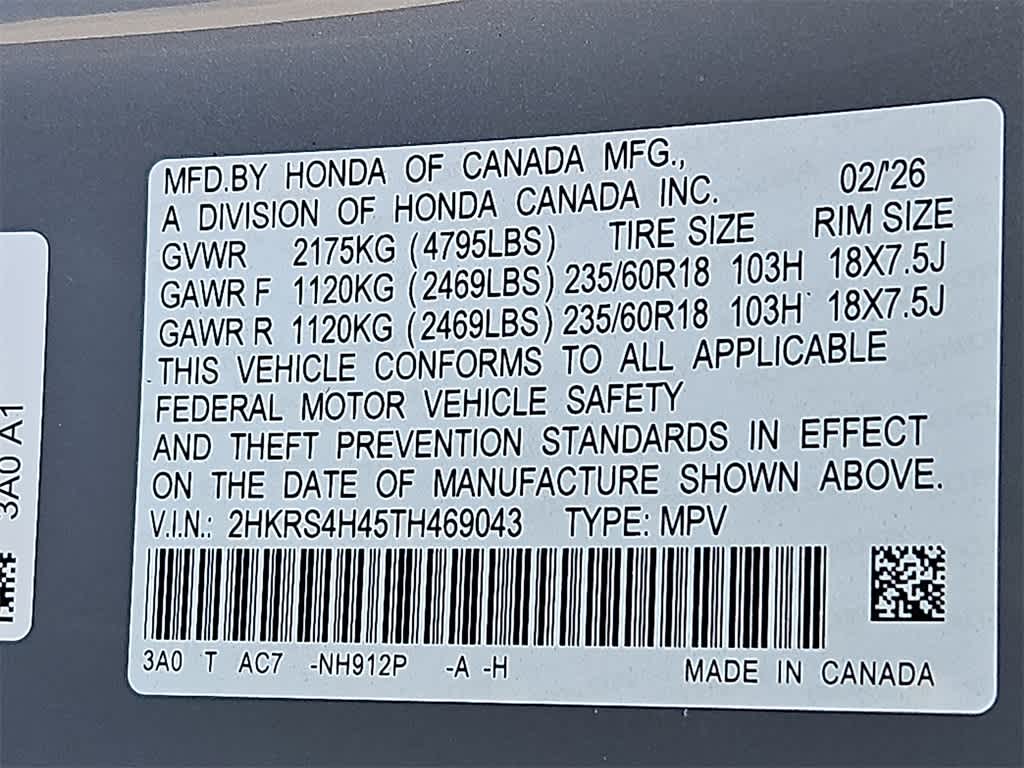 MFD.BY HONDA OF CANADA MFG.,
A DIVISION OF HONDA CANADA INC. 02/'26
GVWR 2175KG (4795LBS) TIRE SIZE RIM SIZE
GAWR F 1120KG (2469LBS) 235/60R18 103H 18X7.5J
GAWR R 1120KG (2469LBS) 235/60R18 103H 18X7.5J
THIS VEHICLE CONFORMS TO ALL APPLICABLE
FEDERAL MOTOR VEHICLE SAFETY
AND THEFT PREVENTION STANDARDS IN EFFECT
ON THE DATE OF MANUFACTURE SHOWN ABOVE.
V.I.N.: 2HKRS4H45TH469043 TYPE: MPV
3A0 T AC7 -NH912P -A -H MADE IN CANADA
3A0 A1